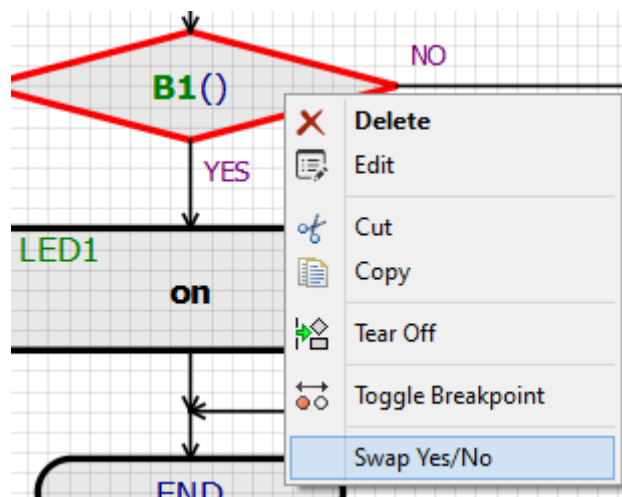 NO
B1()
Delete
Edit
YES
Cut
LED1
Copy
on
Tear Off
Toggle Breakpoint
Swap Yes/No
END